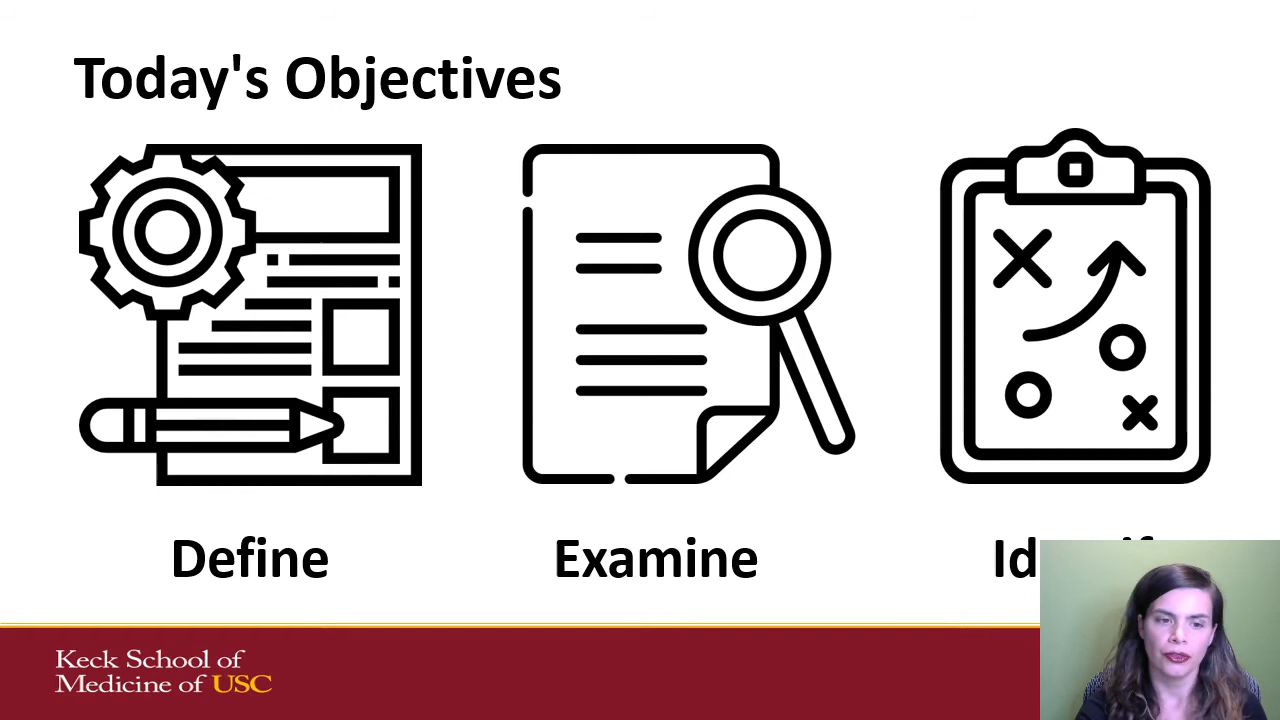 Today's Objectives
Define
Examine
Keck School of
Medicine of USC